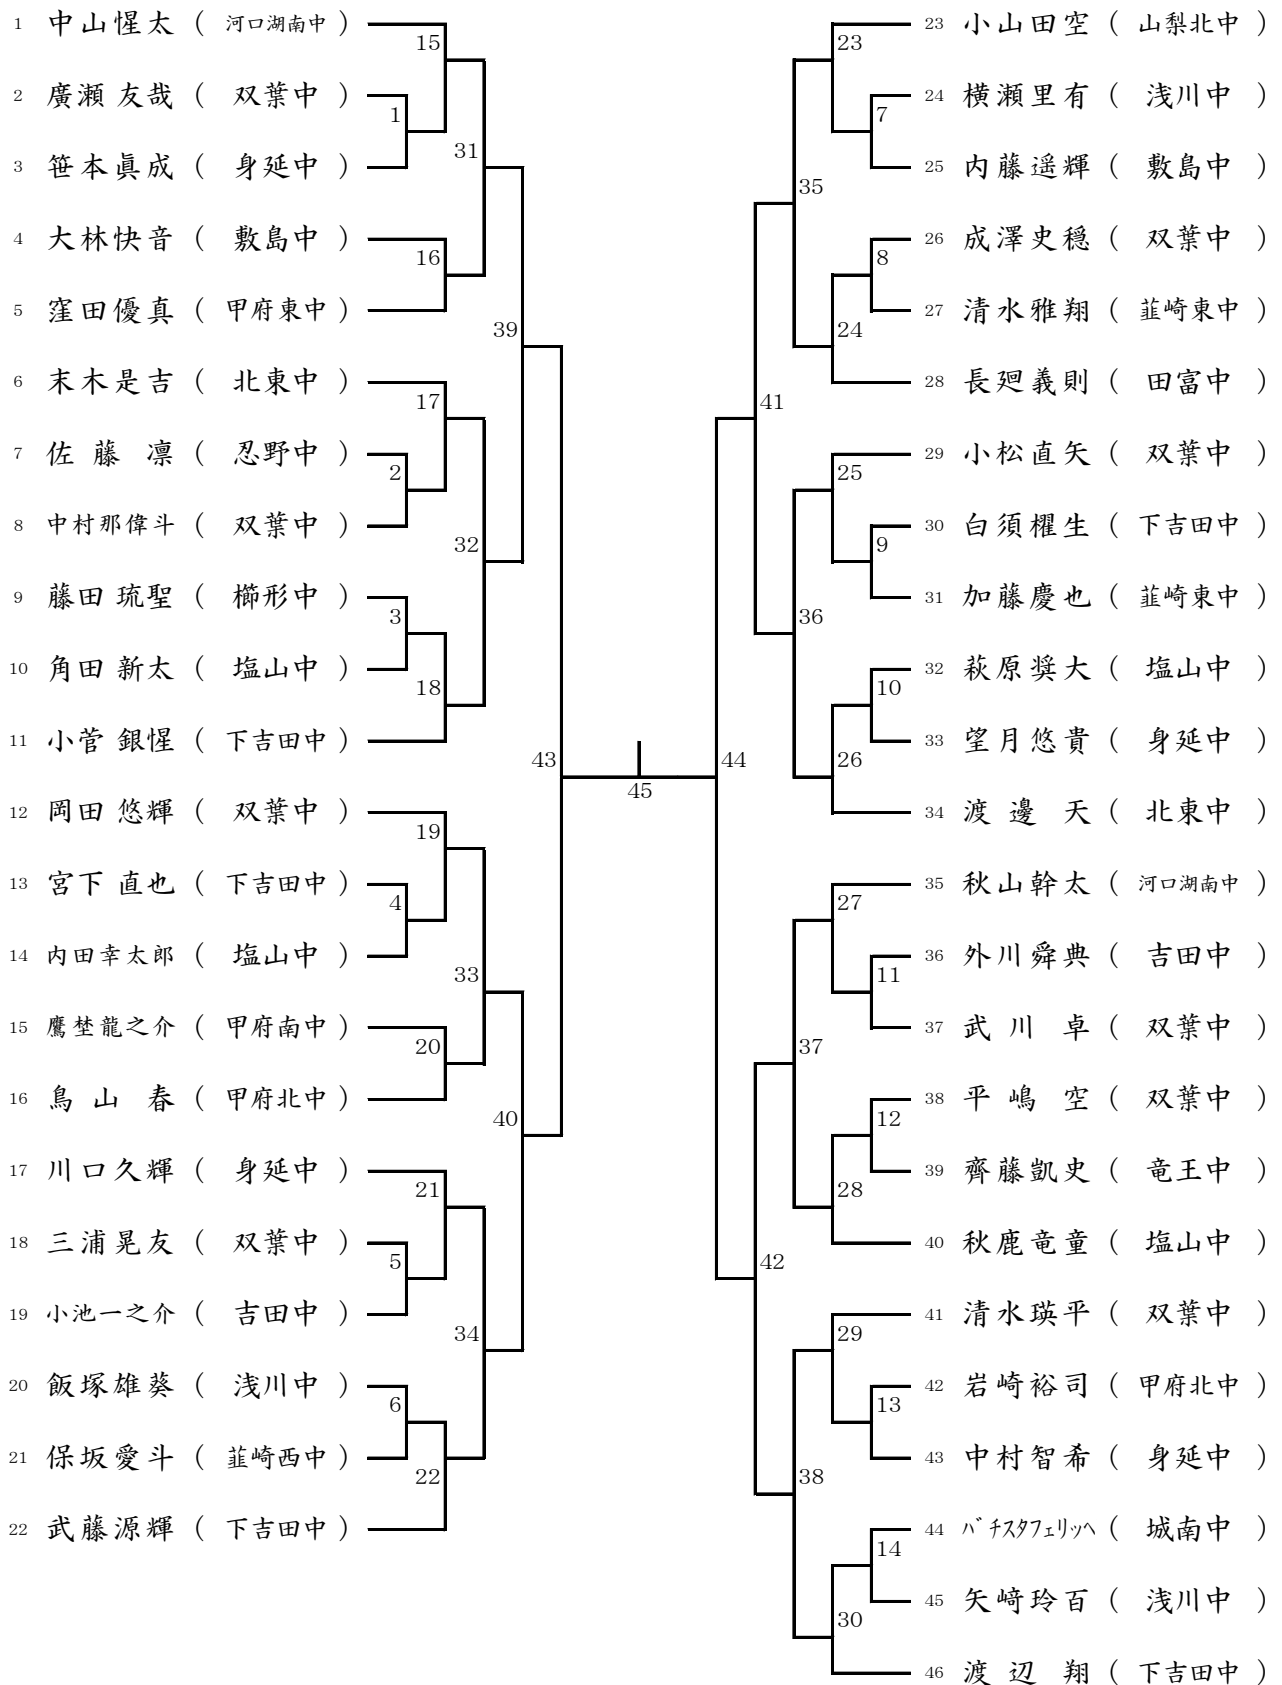 1 中山惺太 ( 河口湖南中 )
15
2 廣瀬 友哉 ( 双葉中 )
1
3 笹本眞成 ( 身延中 )
31
4 大林快音 ( 敷島中 )
16
5 窪田優真 ( 甲府東中 )
39
6 末木是吉 ( 北東中 )
17
7 佐藤 凛 ( 忍野中 )
2
8 中村那偉斗 ( 双葉中 )
32
9 藤田 琉聖 ( 櫛形中 )
3
10 角田 新太 ( 塩山中 )
18
11 小菅 銀惺 ( 下吉田中 )
43
12 岡田 悠輝 ( 双葉中 )
19
13 宮下 直也 ( 下吉田中 )
4
14 内田幸太郎 ( 塩山中 )
33
15 鷹埜龍之介 ( 甲府南中 )
20
16 鳥山 春 ( 甲府北中 )
40
17 川口久輝 ( 身延中 )
21
18 三浦晃友 ( 双葉中 )
5
19 小池一之介 ( 吉田中 )
34
20 飯塚雄葵 ( 浅川中 )
6
21 保坂愛斗 ( 韮崎西中 )
22
22 武藤源輝 ( 下吉田中 )
45
23 小山田空 ( 山梨北中 )
23
24 横瀬里有 ( 浅川中 )
7
25 内藤遥輝 ( 敷島中 )
35
26 成澤史穏 ( 双葉中 )
8
27 清水雅翔 ( 韮崎東中 )
24
28 長廻義則 ( 田富中 )
41
29 小松直矢 ( 双葉中 )
25
30 白須櫂生 ( 下吉田中 )
9
31 加藤慶也 ( 韮崎東中 )
36
32 萩原奨大 ( 塩山中 )
10
33 望月悠貴 ( 身延中 )
26
44
34 渡邊 天 ( 北東中 )
35 秋山幹太 ( 河口湖南中 )
27
36 外川舜典 ( 吉田中 )
11
37 武川 卓 ( 双葉中 )
37
38 平嶋 空 ( 双葉中 )
12
39 齊藤凱史 ( 竜王中 )
28
40 秋鹿竜童 ( 塩山中 )
42
41 清水瑛平 ( 双葉中 )
29
42 岩崎裕司 ( 甲府北中 )
13
43 中村智希 ( 身延中 )
38
44 バチスタフェリッペ ( 城南中 )
14
45 矢﨑玲百 ( 浅川中 )
30
46 渡辺 翔 ( 下吉田中 )